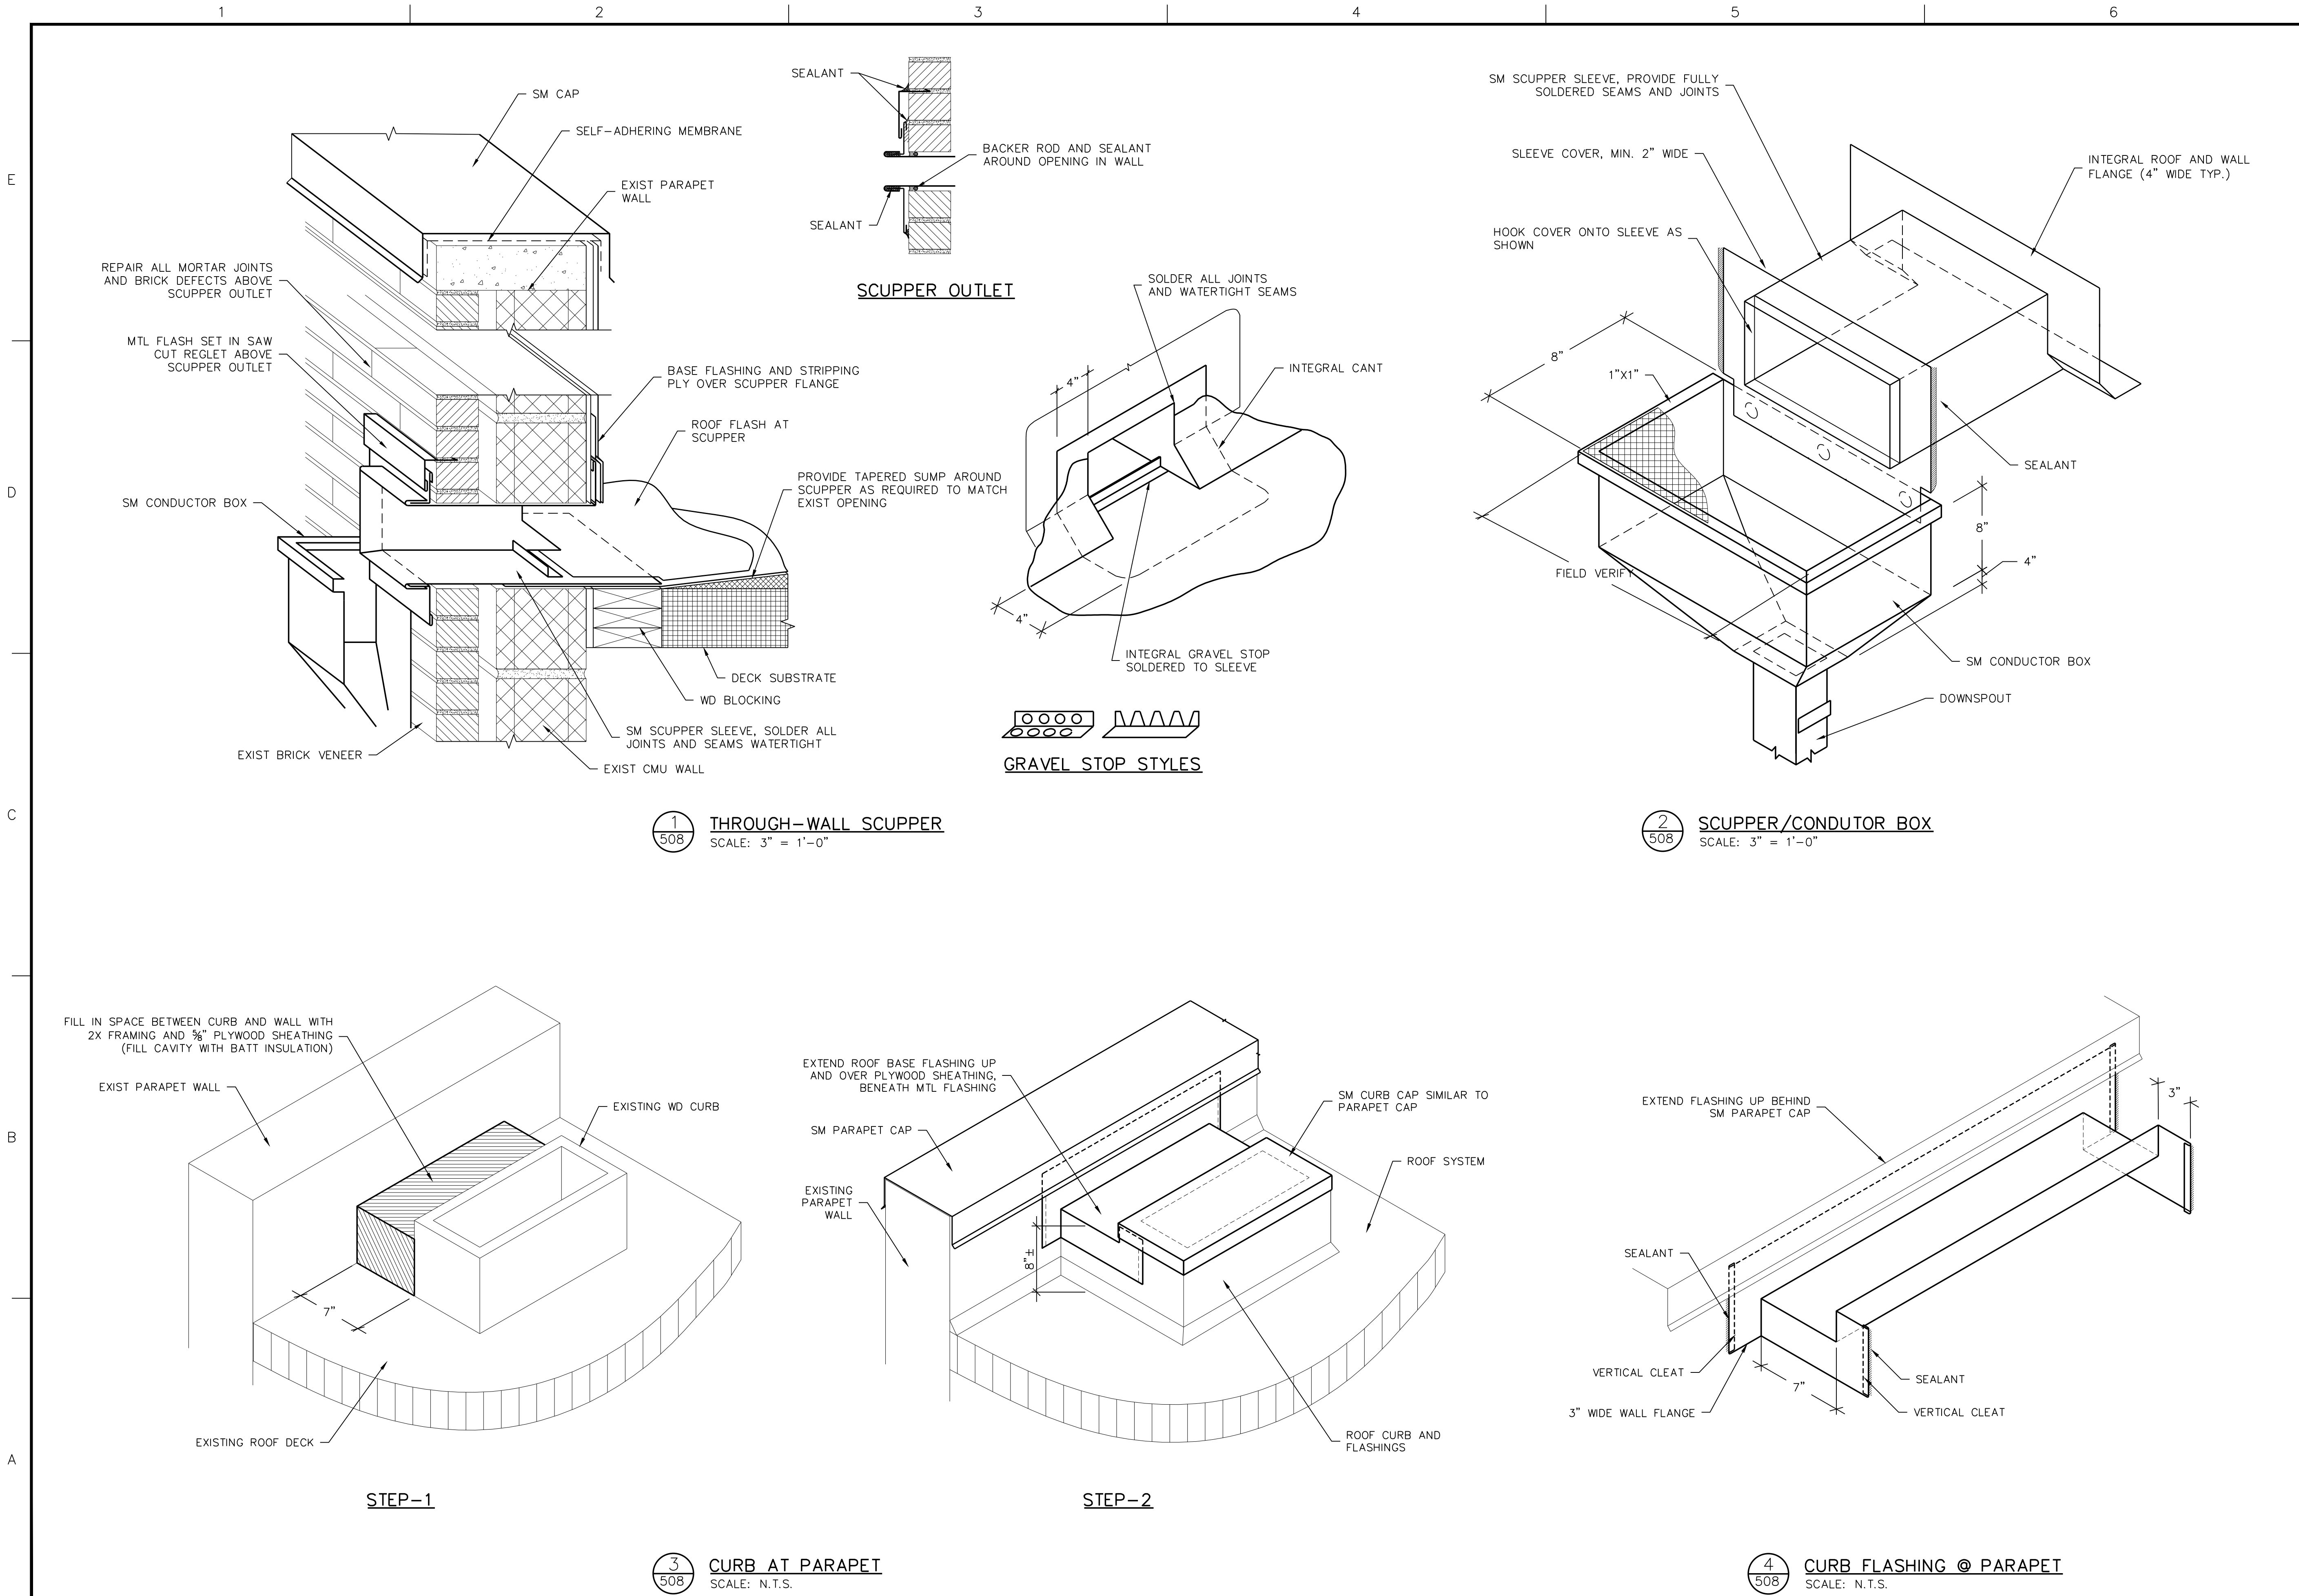 1
2
3
4
5
6
E
D
C
B
A
SM CAP
SELF-ADHERING MEMBRANE
EXIST PARAPET
WALL
REPAIR ALL MORTAR JOINTS
AND BRICK DEFECTS ABOVE
SCUPPER OUTLET
MTL FLASH SET IN SAW
CUT REGLET ABOVE
SCUPPER OUTLET
BASE FLASHING AND STRIPPING
PLY OVER SCUPPER FLANGE
ROOF FLASH AT
SCUPPER
PROVIDE TAPERED SUMP AROUND
SCUPPER AS REQUIRED TO MATCH
EXIST OPENING
SM CONDUCTOR BOX
DECK SUBSTRATE
WD BLOCKING
SM SCUPPER SLEEVE, SOLDER ALL
JOINTS AND SEAMS WATERTIGHT
EXIST BRICK VENEER
EXIST CMU WALL
SEALANT
BACKER ROD AND SEALANT
AROUND OPENING IN WALL
SEALANT
SCUPPER OUTLET
SOLDER ALL JOINTS
AND WATERTIGHT SEAMS
INTEGRAL CANT
4"
4"
INTEGRAL GRAVEL STOP
SOLDERED TO SLEEVE
GRAVEL STOP STYLES
1
508
THROUGH-WALL SCUPPER
SCALE: 3" = 1'-0"
SM SCUPPER SLEEVE, PROVIDE FULLY
SOLDERED SEAMS AND JOINTS
SLEEVE COVER, MIN. 2" WIDE
INTEGRAL ROOF AND WALL
FLANGE (4" WIDE TYP.)
HOOK COVER ONTO SLEEVE AS
SHOWN
8"
1"X1"
SEALANT
8"
4"
FIELD VERIFY
SM CONDUCTOR BOX
DOWNSPOUT
2
508
SCUPPER/CONDUTOR BOX
SCALE: 3" = 1'-0"
FILL IN SPACE BETWEEN CURB AND WALL WITH
2X FRAMING AND ⅝" PLYWOOD SHEATHING
(FILL CAVITY WITH BATT INSULATION)
EXIST PARAPET WALL
EXISTING WD CURB
7"
EXISTING ROOF DECK
STEP-1
EXTEND ROOF BASE FLASHING UP
AND OVER PLYWOOD SHEATHING,
BENEATH MTL FLASHING
SM CURB CAP SIMILAR TO
PARAPET CAP
SM PARAPET CAP
ROOF SYSTEM
EXISTING
PARAPET
WALL
8"±
ROOF CURB AND
FLASHINGS
STEP-2
3
508
CURB AT PARAPET
SCALE: N.T.S.
EXTEND FLASHING UP BEHIND
SM PARAPET CAP
3"
SEALANT
VERTICAL CLEAT
7"
SEALANT
3" WIDE WALL FLANGE
VERTICAL CLEAT
4
508
CURB FLASHING @ PARAPET
SCALE: N.T.S.